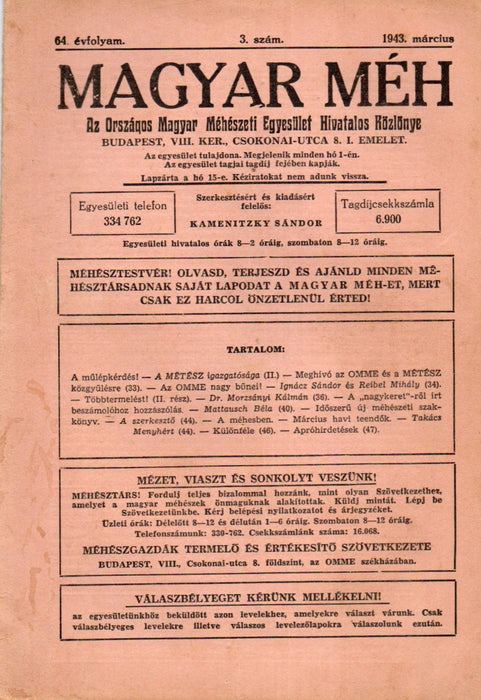 64. évfolyam. 3. szám. 1943. március
MAGYAR MÉH
Az Országos Magyar Méhészeti Egyesület Hivatalos Közlönye
BUDAPEST, VIII. KER., CSOKONAI-UTCA 8. I. EMELET.
Az egyesület tulajdona. Megjelenik minden hó 1-én.
Az egyesület tagjai tagdíj fejében kapják.
Lapzárta a hó 15-e. Kéziratokat nem adunk vissza.
Egyesületi telefon
334 762
Szerkesztésért és kiadásért
felelős:
KAMENITZKY SÁNDOR
Tagdíjcsekkszámla
6.900
Egyesületi hivatalos órák 8—2 óráig, szombaton 8—12 óráig.
MÉHÉSZTESTVÉR! OLVASD, TERJESZD ÉS AJÁNLD MINDEN MÉ-
HÉSZTÁRSADNAK SAJÁT LAPODAT A MAGYAR MÉH-ET, MERT
CSAK EZ HARCOL ÖNZETLENÜL ÉRTED!
TARTALOM:
A műlépkérdés! — A MÉTÉSZ igazgatósága (II.) — Meghívó az OMME és a MÉTÉSZ
közgyűlésre (33). — Az OMME nagy bűnei! — Ignácz Sándor és Reibel Mihály (34).
— Többtermelést! (II. rész). — Dr. Morzsányi Kálmán (36). — A „nagykeret"-ről írt
beszámolóhoz hozzászólás. — Mattausch Béla (40). — Időszerű új méhészeti szak-
könyv. — A szerkesztő (44). — A méhesben. — Március havi teendők. — Takács
Menyhért (44). — Különféle (46). — Apróhirdetések (47).
MÉZET, VIASZT ÉS SONKOLYT VESZÜNK!
MÉHÉSZTÁRS! Fordulj teljes bizalommal hozzánk, mint olyan Szövetkezethez,
amelyet a magyar méhészek önmaguknak alakítottak. Küldj mintát. Lépj be
Szövetkezetünkbe. Kérj belépési nyilatkozatot és árjegyzéket.
Üzleti órák: Délelőtt 8—12 és délután 1—6 óráig. Szombaton 8—12 óráig.
Telefonszámunk: 330-762. Csekkszámlánk száma: 16.068.
MÉHÉSZGAZDÁK TERMELŐ ÉS ÉRTÉKESÍTŐ SZÖVETKEZETE
BUDAPEST, VIII., Csokonai-utca 8. földszint, az OMME székházában.
VÁLASZBÉLYEGET KÉRÜNK MELLÉKELNI!
az egyesületünkhöz beküldött azon levelekhez, amelyekre választ várunk. Csak
válaszbélyeges levelekre illetve válaszos levelezőlapokra válaszolunk ezután.